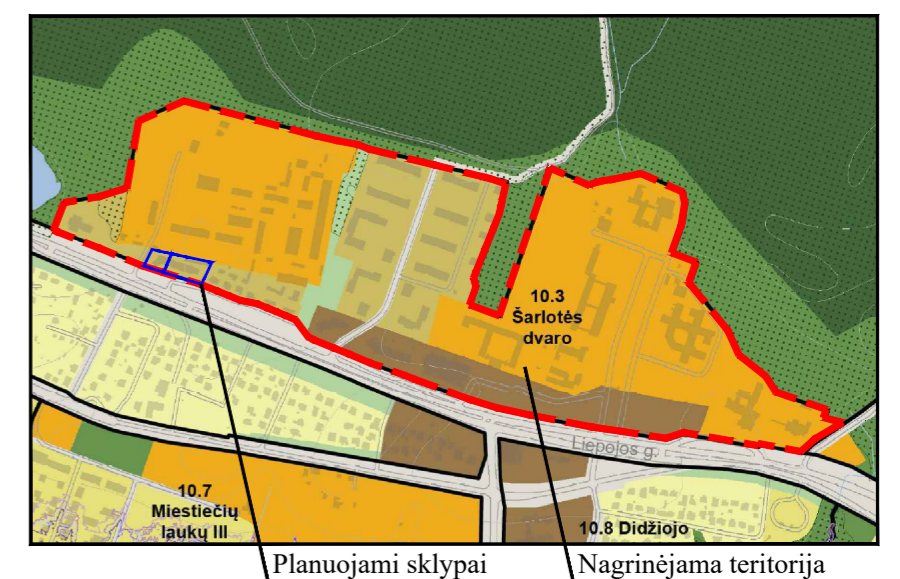 10.3
Šarlotės
dvaro
Liepojos g.
10.7
Miestiečių
laukų III
10.8 Didžiojo
Planuojami sklypai
Nagrinėjama teritorija